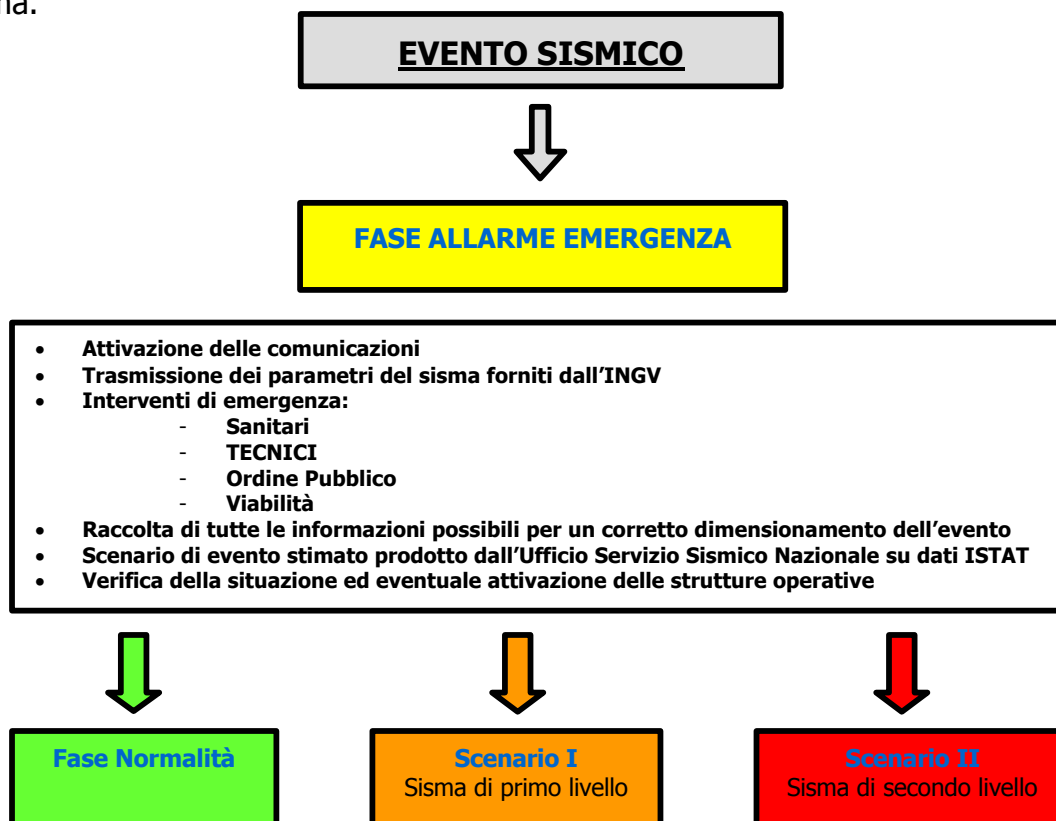 EVENTO SISMICO
FASE ALLARME EMERGENZA
• Attivazione delle comunicazioni
• Trasmissione dei parametri del sisma forniti dall'INGV
• Interventi di emergenza:
- Sanitari
- TECNICI
- Ordine Pubblico
- Viabilità
• Raccolta di tutte le informazioni possibili per un corretto dimensionamento dell'evento
• Scenario di evento stimato prodotto dall'Ufficio Servizio Sismico Nazionale su dati ISTAT
• Verifica della situazione ed eventuale attivazione delle strutture operative
Fase Normalità
Scenario I
Sisma di primo livello
Scenario II
Sisma di secondo livello